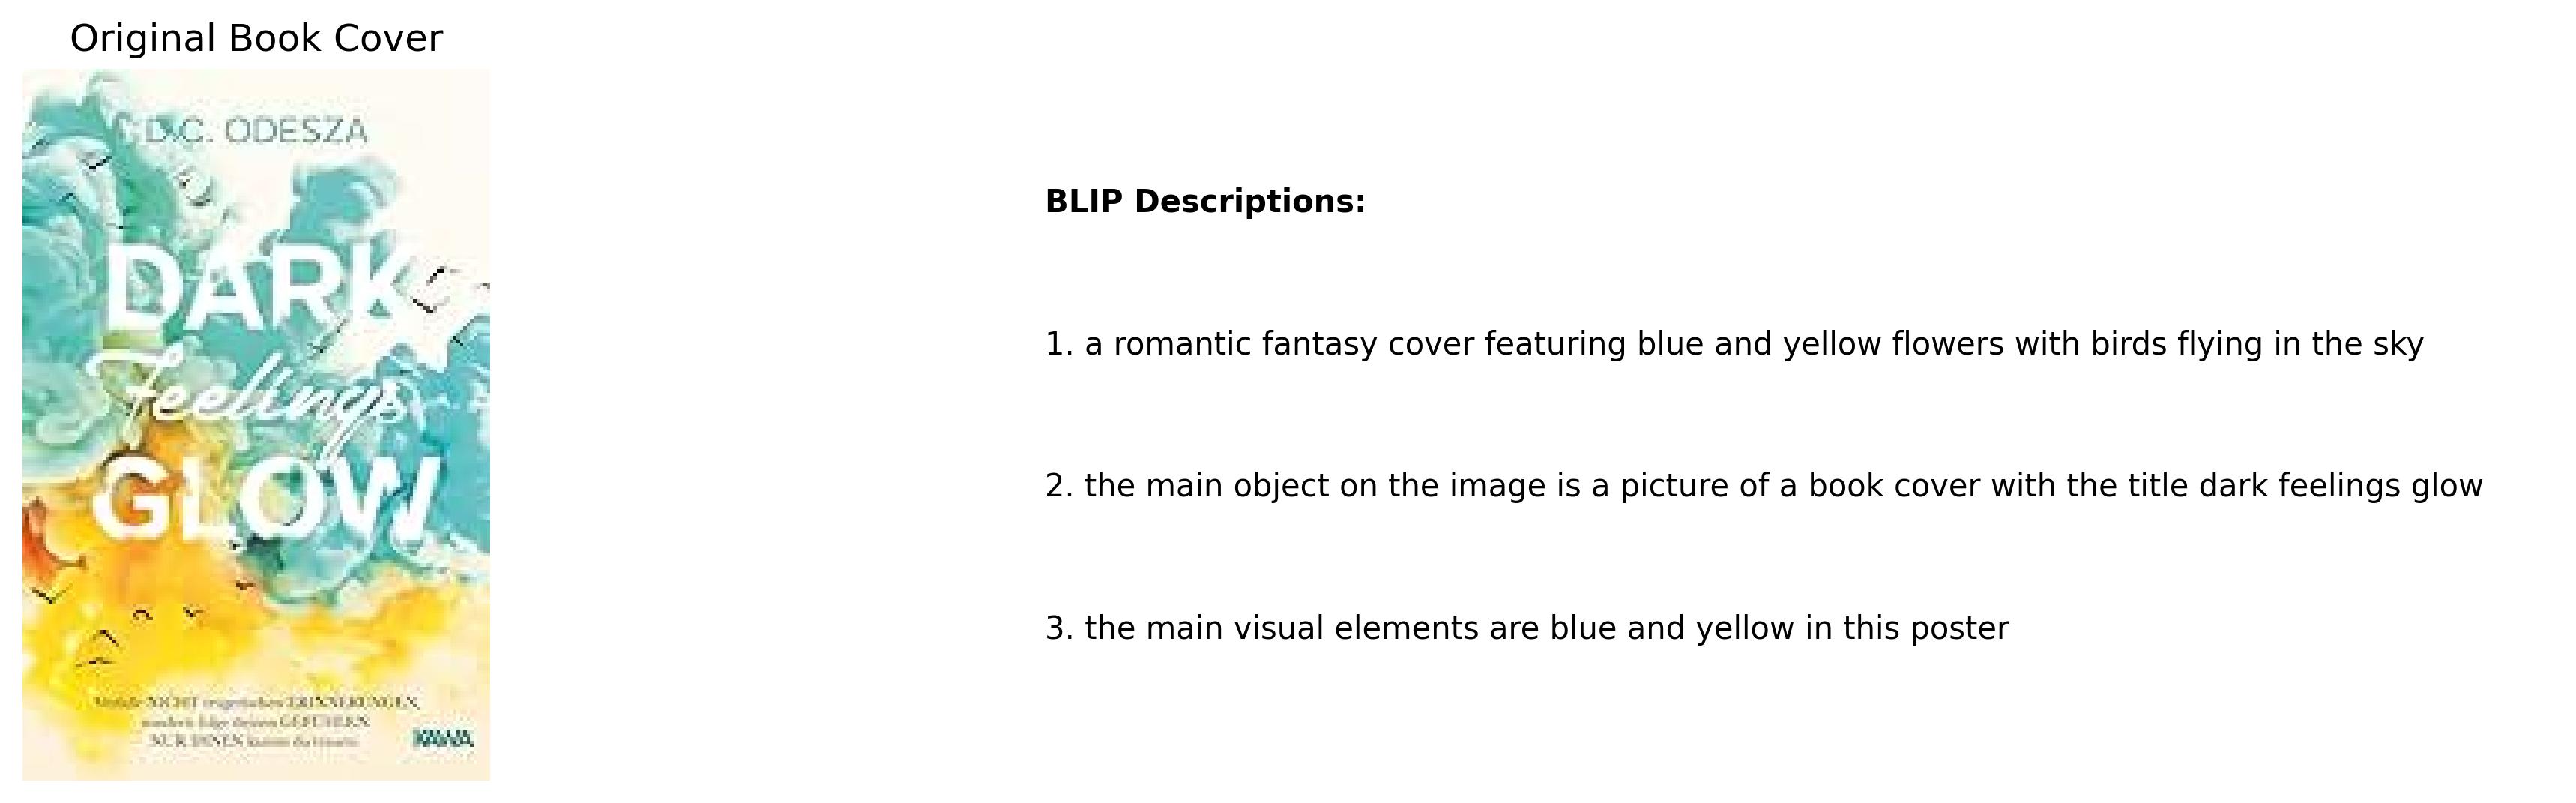 Original Book Cover
D.C. ODESZA
DARK
Feelings
GLOW
NICHT trügerischen ERINNERUNGEN,
sondern folge deinen GEFÜHLEN.
NUR IHNEN kannst du trauen.
KAWA
BLIP Descriptions:
1. a romantic fantasy cover featuring blue and yellow flowers with birds flying in the sky
2. the main object on the image is a picture of a book cover with the title dark feelings glow
3. the main visual elements are blue and yellow in this poster